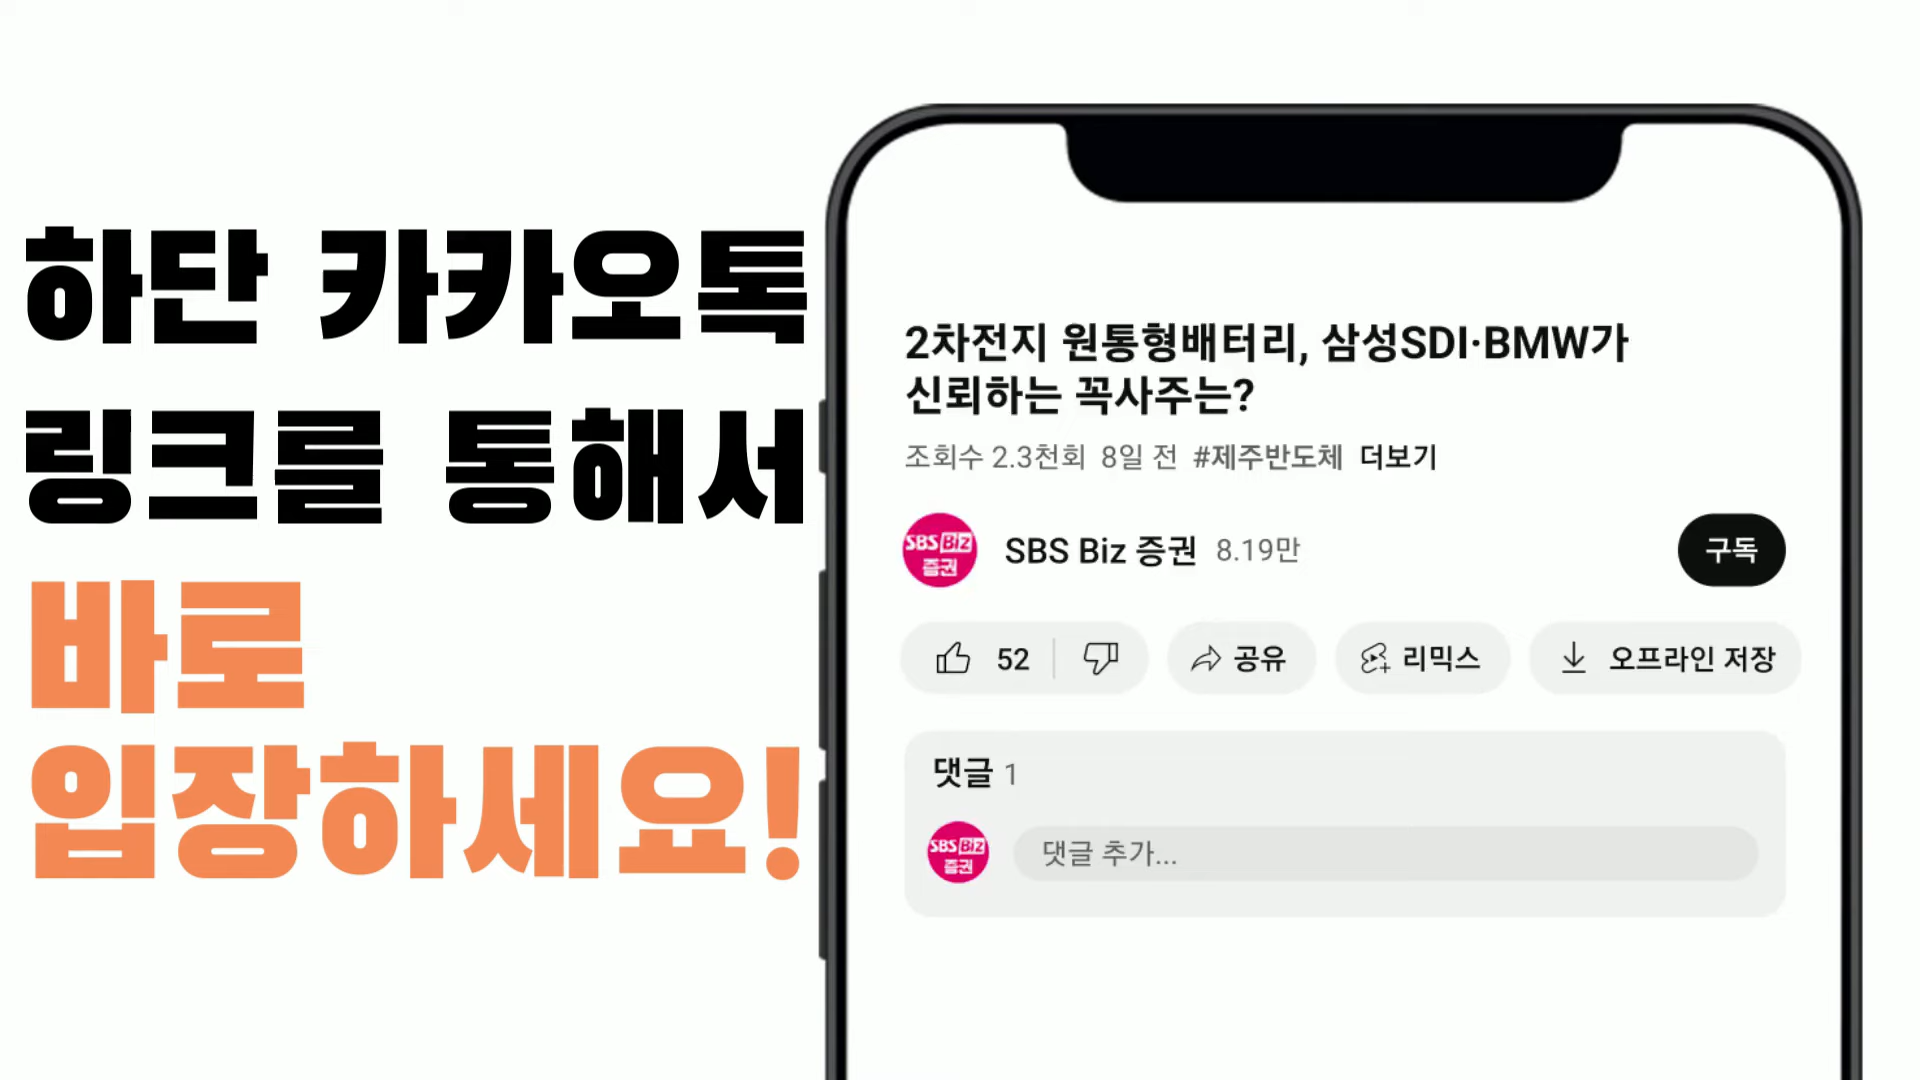 하단 카카오톡
링크를 통해서
바로
입장하세요!
2차전지 원통형배터리, 삼성SDI·BMW가
신뢰하는 꼭사주는?
조회수 2.3천회 8일 전 #제주반도체 더보기
SBS Biz 증권
SBS Biz 증권 8.19만
구독
52
공유
리믹스
오프라인 저장
댓글 1
SBS Biz 증권
댓글 추가...